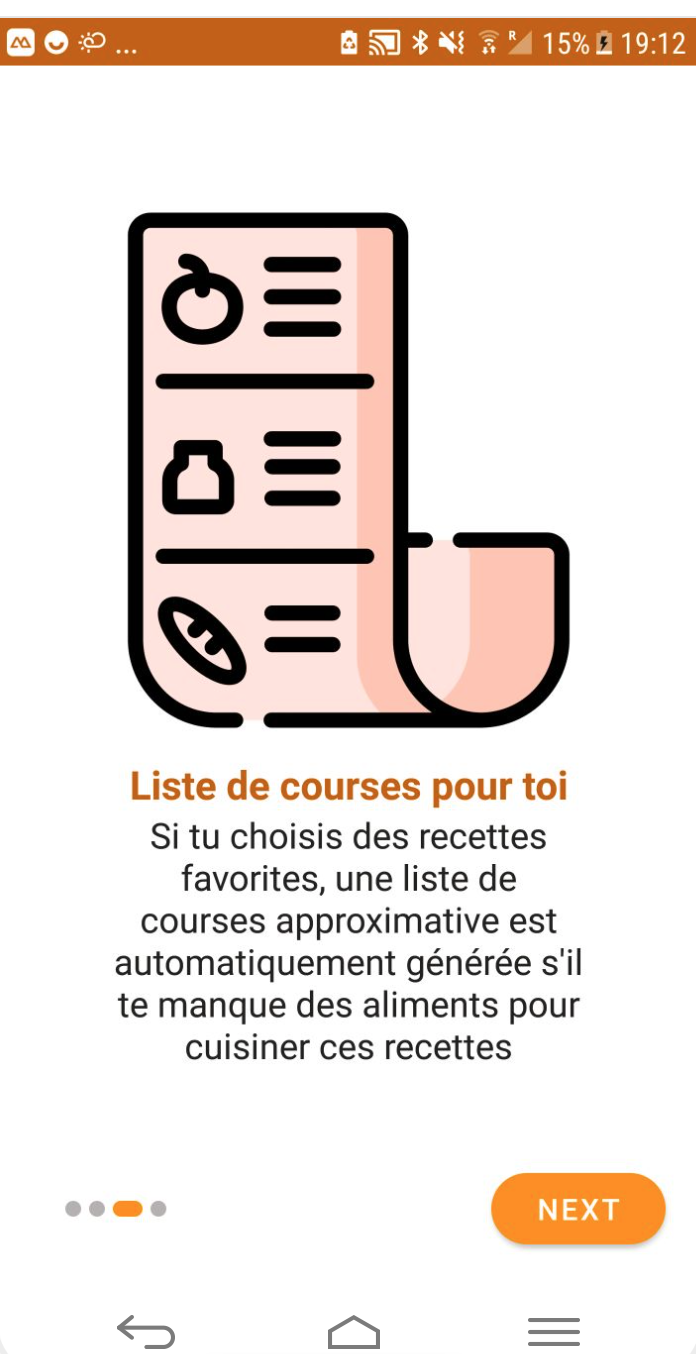 ... R 15% 19:12
Liste de courses pour toi
Si tu choisis des recettes
favorites, une liste de
courses approximative est
automatiquement générée s'il
te manque des aliments pour
cuisiner ces recettes
NEXT